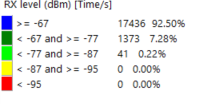 RX level (dBm) [Time/s]
>= -67 17436 92.50%
< -67 and >= -77 1373 7.28%
< -77 and >= -87 41 0.22%
< -87 and >= -95 0 0.00%
< -95 0 0.00%